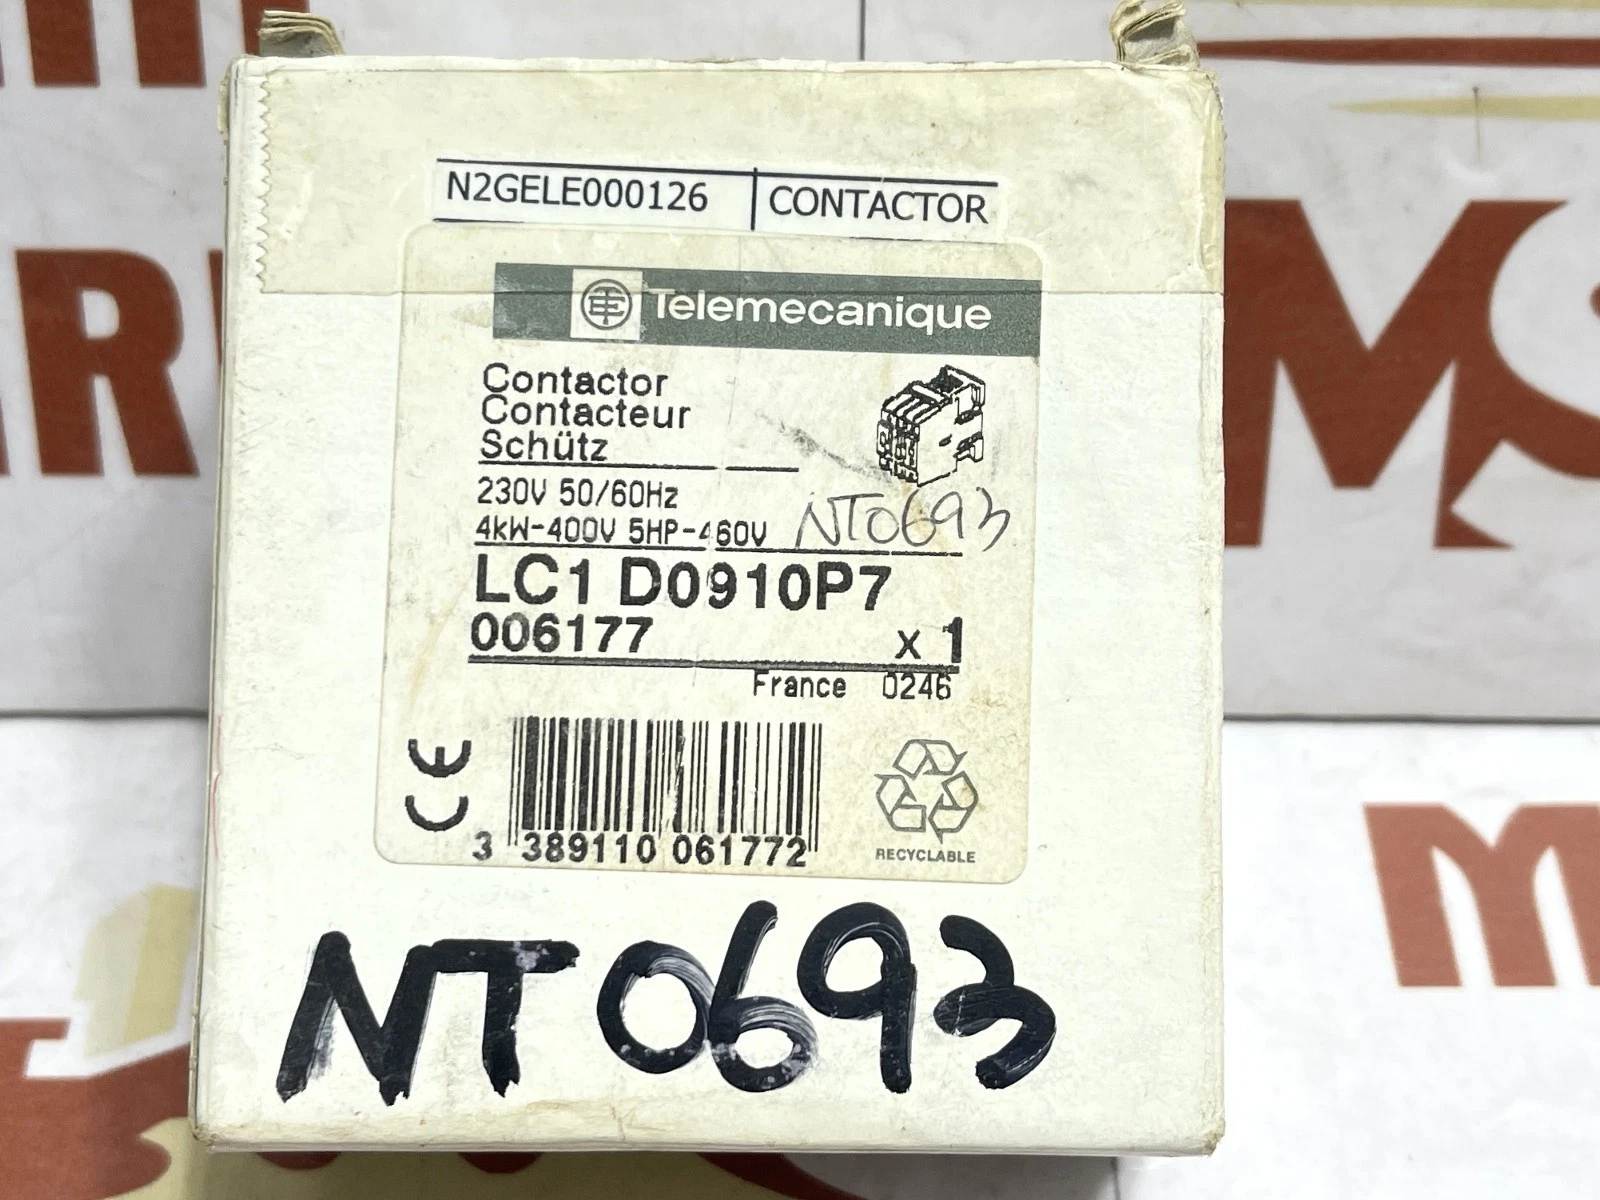 N2GELE000126 CONTACTOR
Telemecanique
Contactor
Contacteur
Schütz
230V 50/60Hz
4kW-400V 5HP-460V NT0693
LC1 D0910P7
006177 x 1
France 0246
CE
3 389110 061772
RECYCLABLE
NT0693